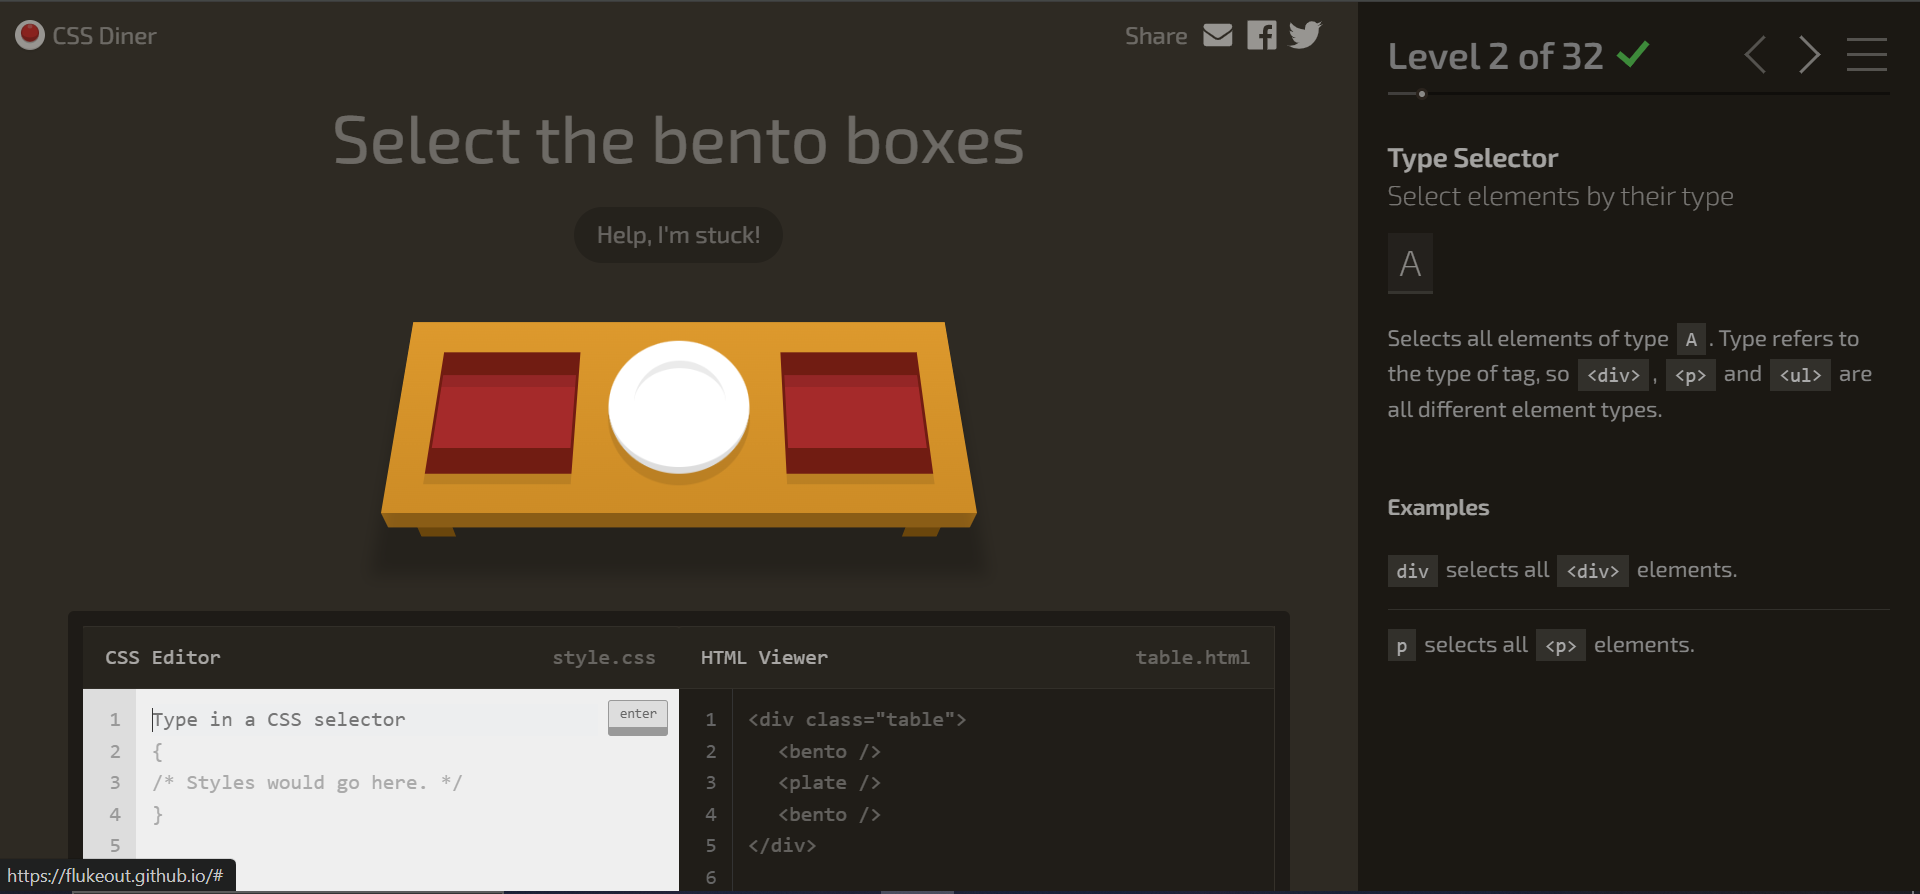 CSS Diner
Share
Select the bento boxes
Help, I'm stuck!
CSS Editor
style.css
HTML Viewer
table.html
1
Type in a CSS selector
enter
2
{
3
/* Styles would go here. */
4
}
5
1
<div class="table">
2
<bento />
3
<plate />
4
<bento />
5
</div>
6
https://flukeout.github.io/#
Level 2 of 32
Type Selector
Select elements by their type
A
Selects all elements of type A . Type refers to
the type of tag, so <div> , <p> and <ul> are
all different element types.
Examples
div selects all <div> elements.
p selects all <p> elements.